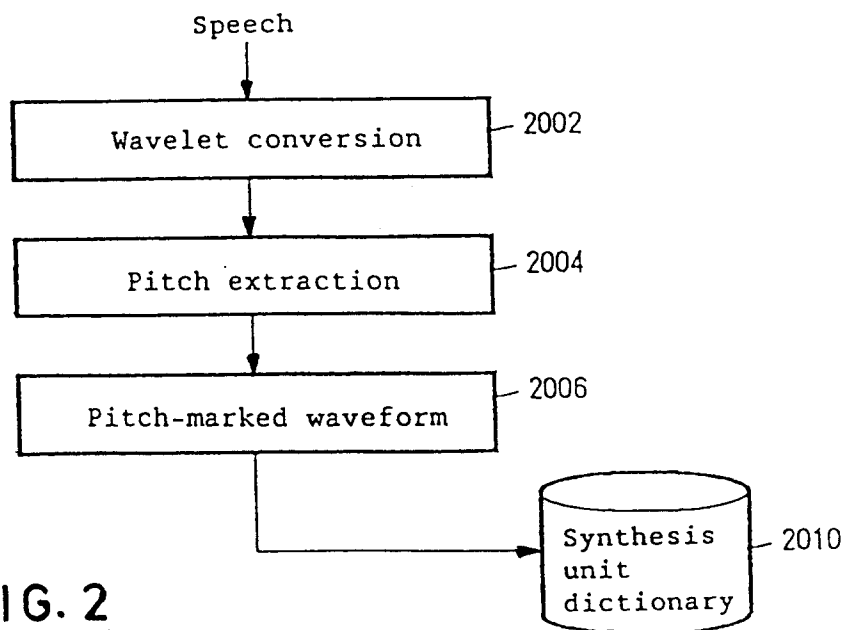 Speech
Wavelet conversion
2002
Pitch extraction
2004
Pitch-marked waveform
2006
Synthesis
unit
dictionary
2010
IG. 2